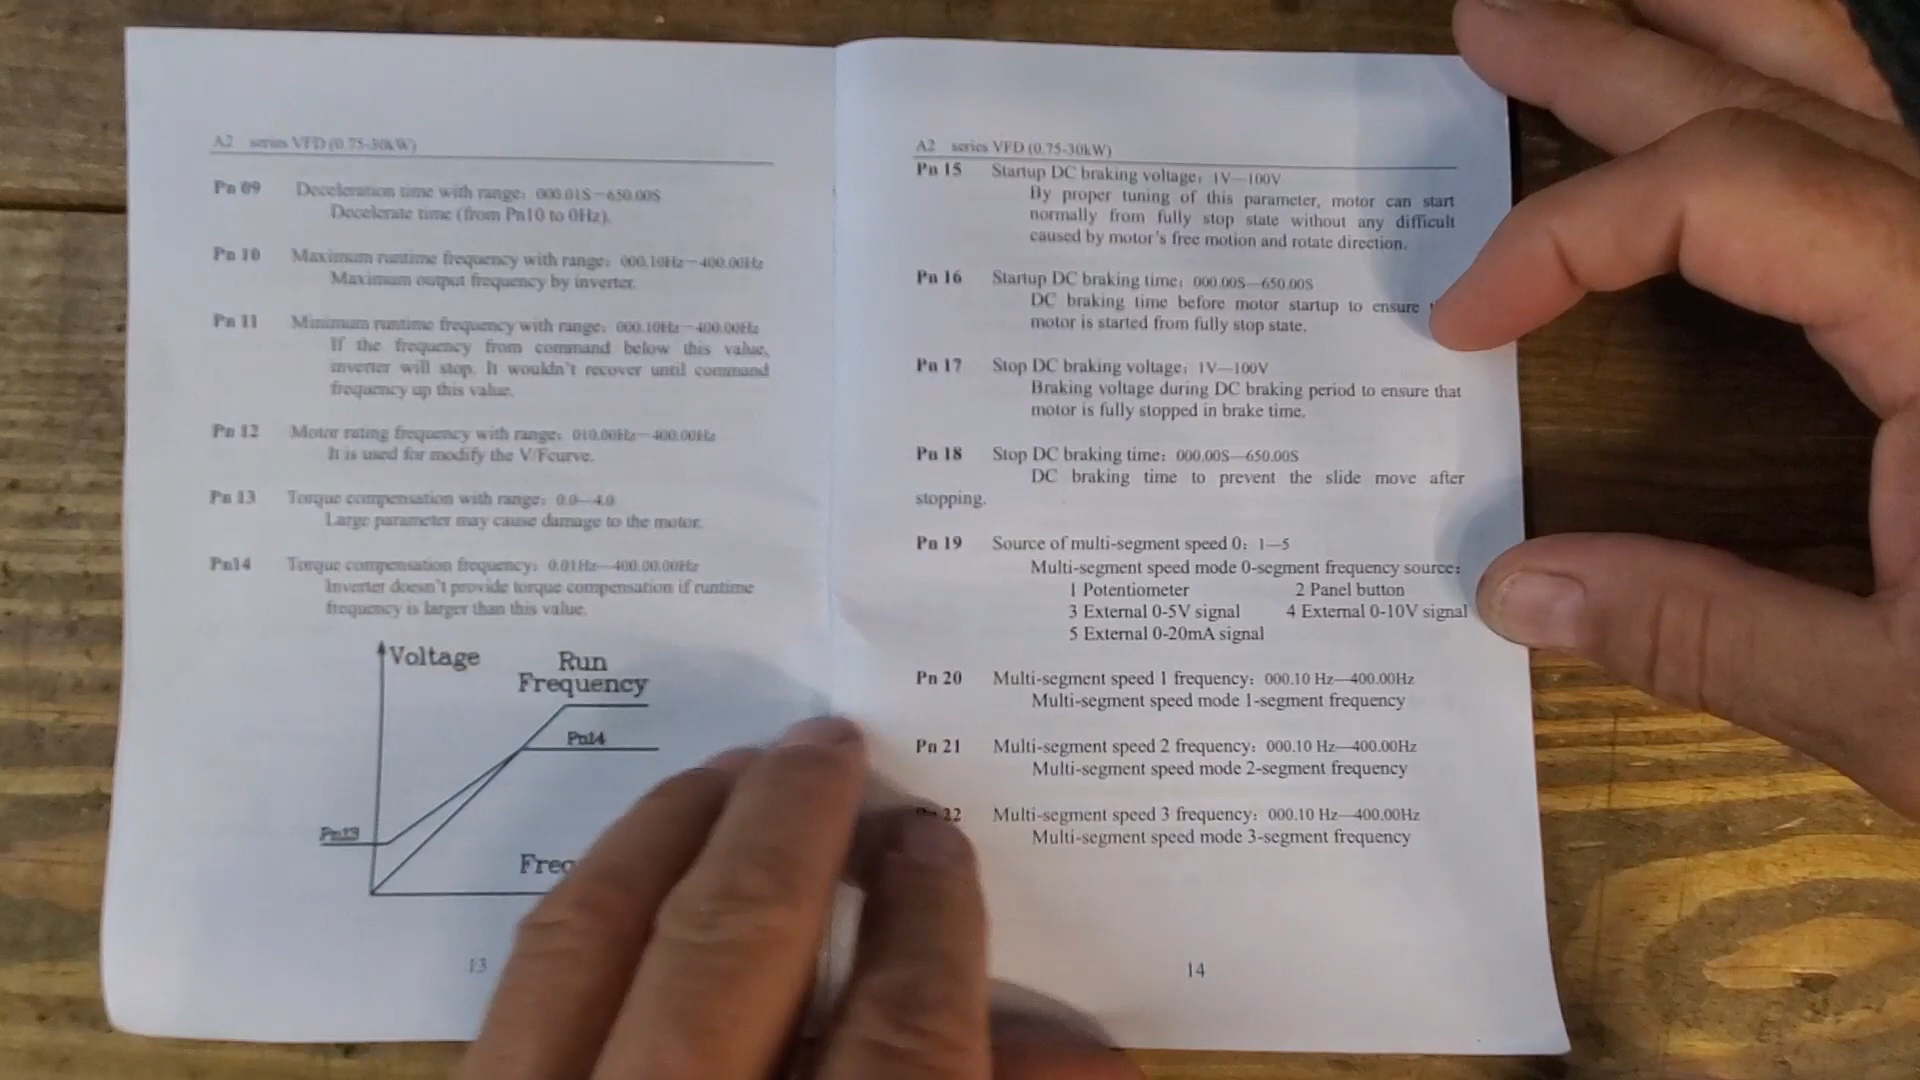 A2 series VFD (0.75-30kW)
Pn 09 Deceleration time with range: 000.01S—650.00S
Decelerate time (from Pn10 to 0Hz).
Pn 10 Maximum runtime frequency with range: 000.10Hz—400.00Hz
Maximum output frequency by inverter.
Pn 11 Minimum runtime frequency with range: 000.10Hz—400.00Hz
If the frequency from command below this value,
inverter will stop. It wouldn't recover until command
frequency up this value.
Pn 12 Motor rating frequency with range: 010.00Hz—400.00Hz
It is used for modify the V/Fcurve.
Pn 13 Torque compensation with range: 0.0—4.0
Large parameter may cause damage to the motor.
Pn14 Torque compensation frequency: 0.01Hz—400.00.00Hz
Inverter doesn't provide torque compensation if runtime
frequency is larger than this value.
Voltage
Run
Frequency
Pn14
Pn13
13
A2 series VFD (0.75-30kW)
Pn 15 Startup DC braking voltage: 1V—100V
By proper tuning of this parameter, motor can start
normally from fully stop state without any difficult
caused by motor's free motion and rotate direction.
Pn 16 Startup DC braking time: 000.00S—650.00S
DC braking time before motor startup to ensure
motor is started from fully stop state.
Pn 17 Stop DC braking voltage: 1V—100V
Braking voltage during DC braking period to ensure that
motor is fully stopped in brake time.
Pn 18 Stop DC braking time: 000.00S—650.00S
DC braking time to prevent the slide move after
stopping.
Pn 19 Source of multi-segment speed 0: 1—5
Multi-segment speed mode 0-segment frequency source:
1 Potentiometer 2 Panel button
3 External 0-5V signal 4 External 0-10V signal
5 External 0-20mA signal
Pn 20 Multi-segment speed 1 frequency: 000.10 Hz—400.00Hz
Multi-segment speed mode 1-segment frequency
Pn 21 Multi-segment speed 2 frequency: 000.10 Hz—400.00Hz
Multi-segment speed mode 2-segment frequency
22 Multi-segment speed 3 frequency: 000.10 Hz—400.00Hz
Multi-segment speed mode 3-segment frequency
14